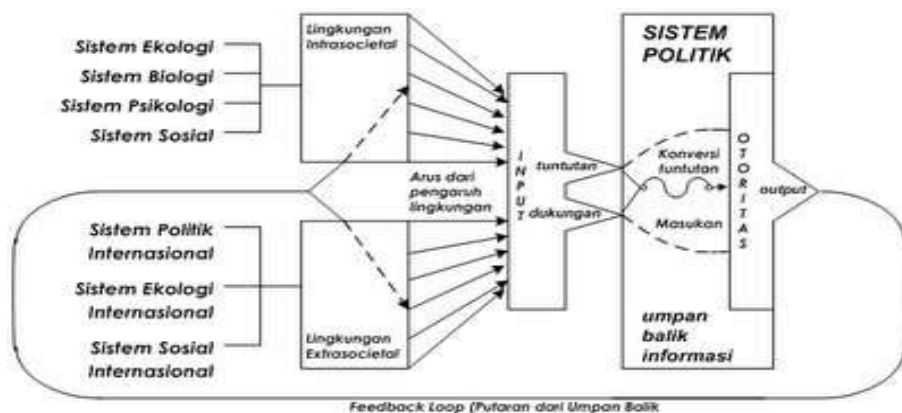 Sistem Ekologi
Sistem Biologi
Sistem Psikologi
Sistem Sosial
Lingkungan
Intrasocietal
Arus dari
pengaruh
lingkungan
Sistem Politik
Internasional
Sistem Ekologi
Internasional
Sistem Sosial
Internasional
Lingkungan
Extrasocietal
INPUT
tuntutan
dukungan
SISTEM
POLITIK
Konversi
tuntutan
Masukan
OTORITAS
output
umpan
balik
informasi
Feedback Loop (Putaran dari Umpan Balik